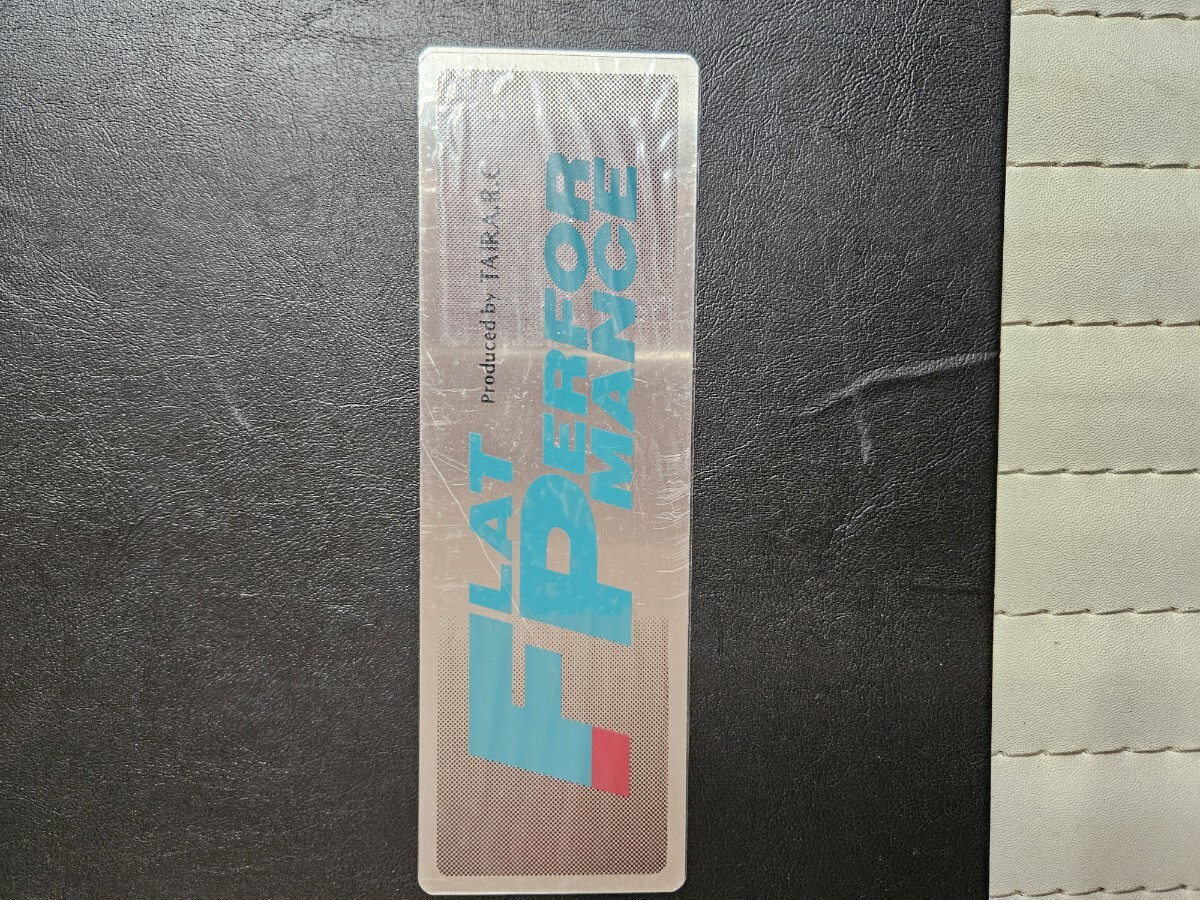 FLAT
Produced by TAIRA.R.C
PERFOR
MANCE